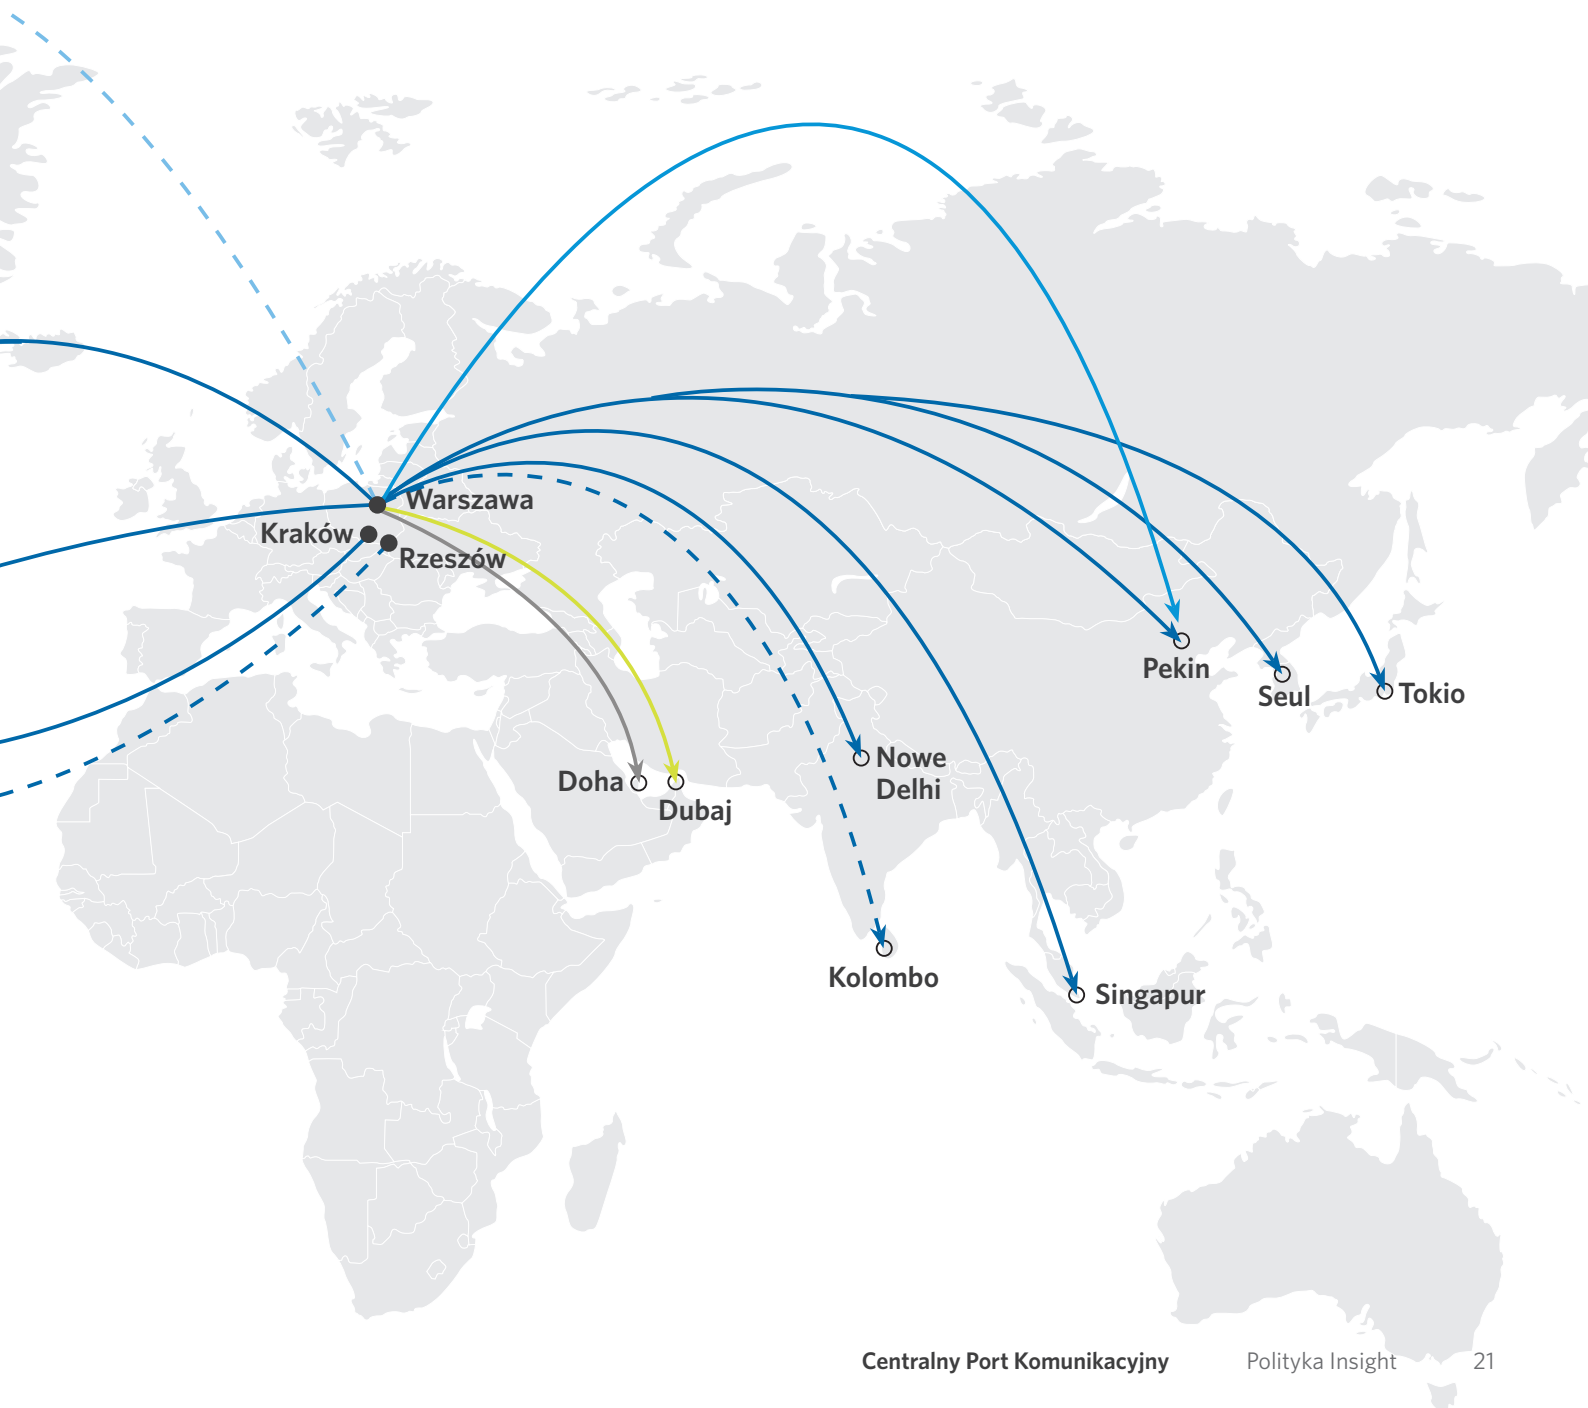 Warszawa
Kraków
Rzeszów
Pekin
Seul
Tokio
Nowe
Delhi
Doha
Dubaj
Kolombo
Singapur
Centralny Port Komunikacyjny Polityka Insight 21